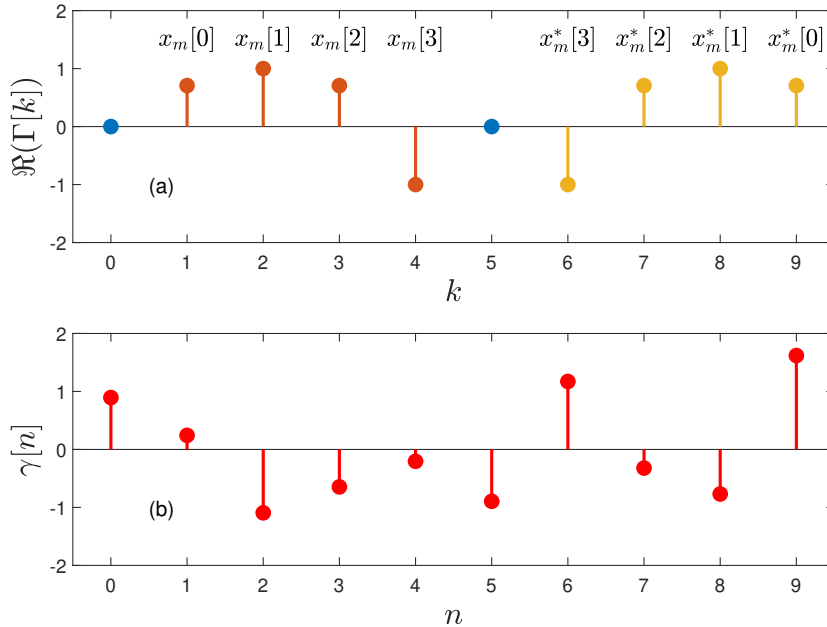 2
x_m[0] x_m[1] x_m[2] x_m[3] x_m^*[3] x_m^*[2] x_m^*[1] x_m^*[0]
1
0
-1
-2
ℜ(Γ[k])
(a)
0 1 2 3 4 5 6 7 8 9
k
2
1
0
-1
-2
γ[n]
(b)
0 1 2 3 4 5 6 7 8 9
n